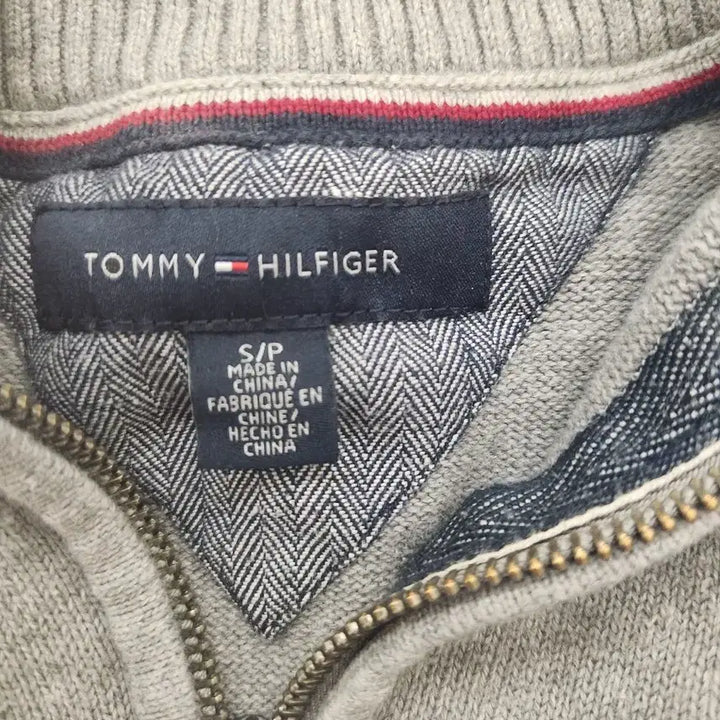 TOMMY HILFIGER
S/P
MADE IN
CHINA/
FABRIQUÉ EN
CHINE/
HECHO EN
CHINA